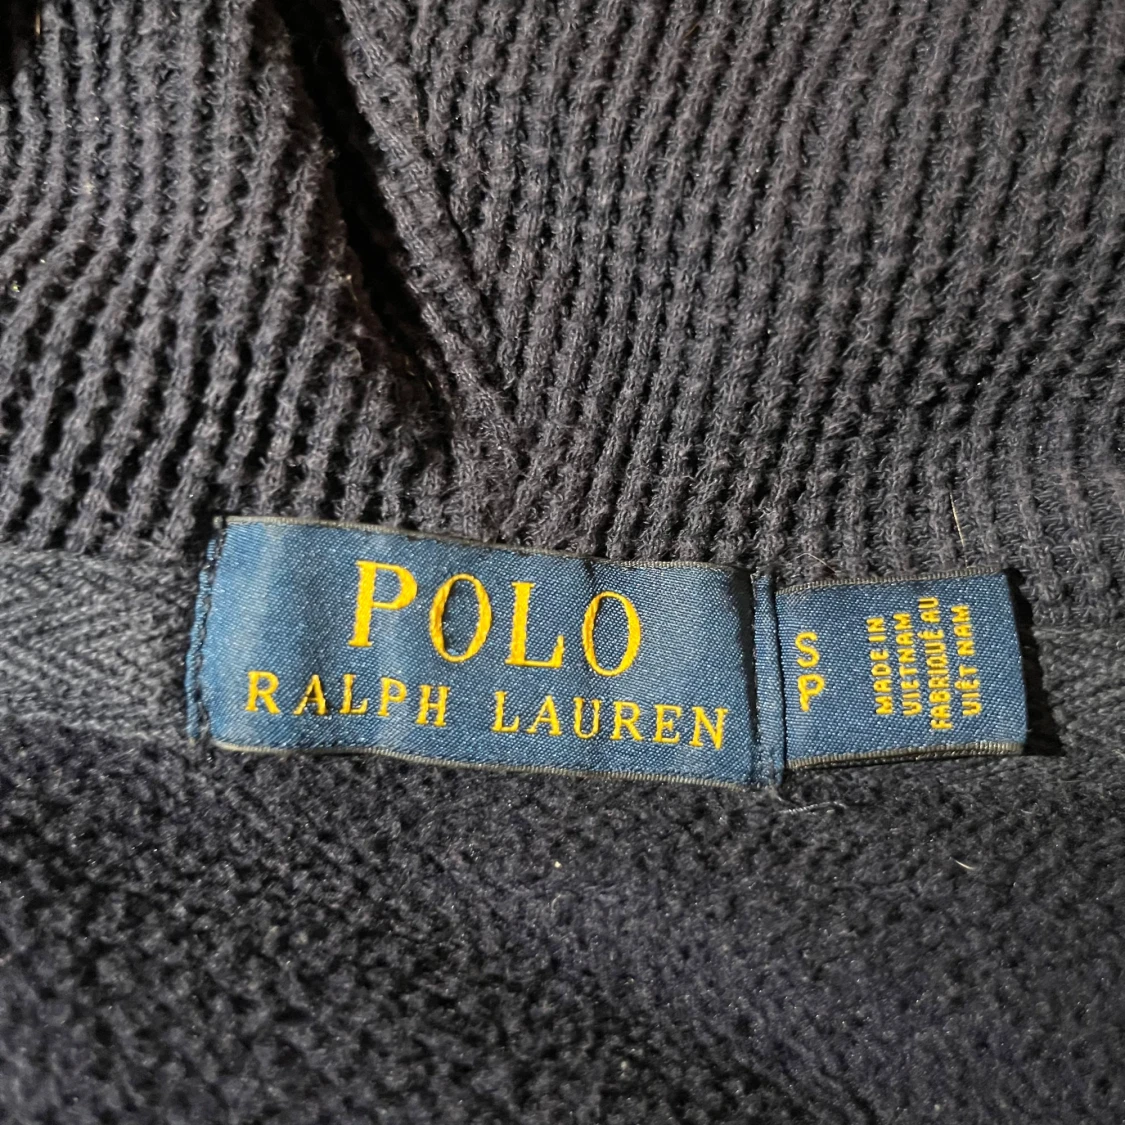 POLO
RALPH LAUREN
S
P
MADE IN
VIETNAM
FABRIQUÉ AU
VIÊT NAM